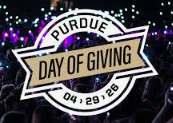 PURDUE
DAY OF GIVING
04 • 29 • 26